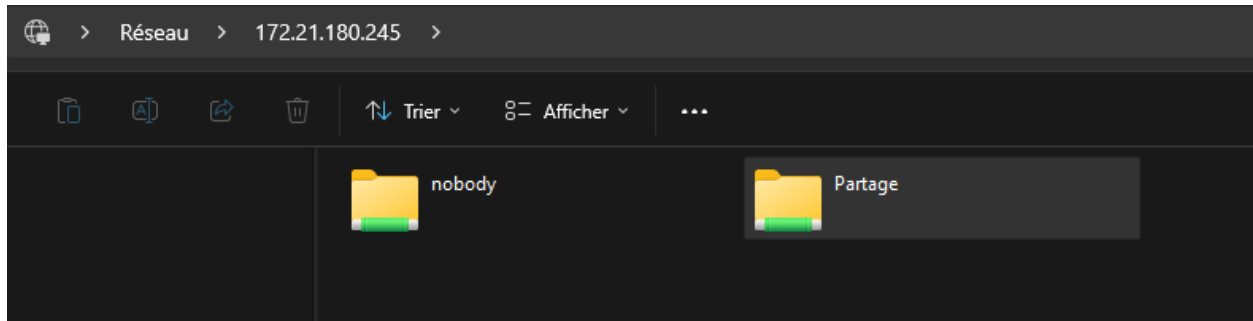 Réseau > 172.21.180.245 >
Trier Afficher ...
nobody Partage